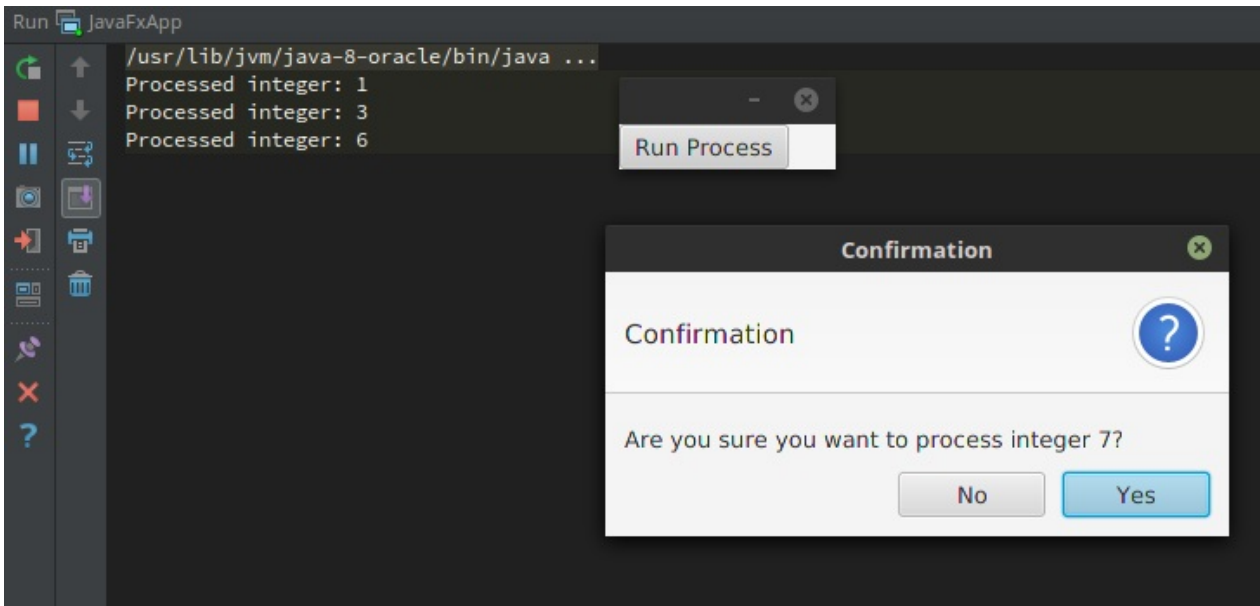 Run JavaFxApp
/usr/lib/jvm/java-8-oracle/bin/java ...
Processed integer: 1
Processed integer: 3
Processed integer: 6
Run Process
Confirmation
Confirmation
?
Are you sure you want to process integer 7?
No Yes
?